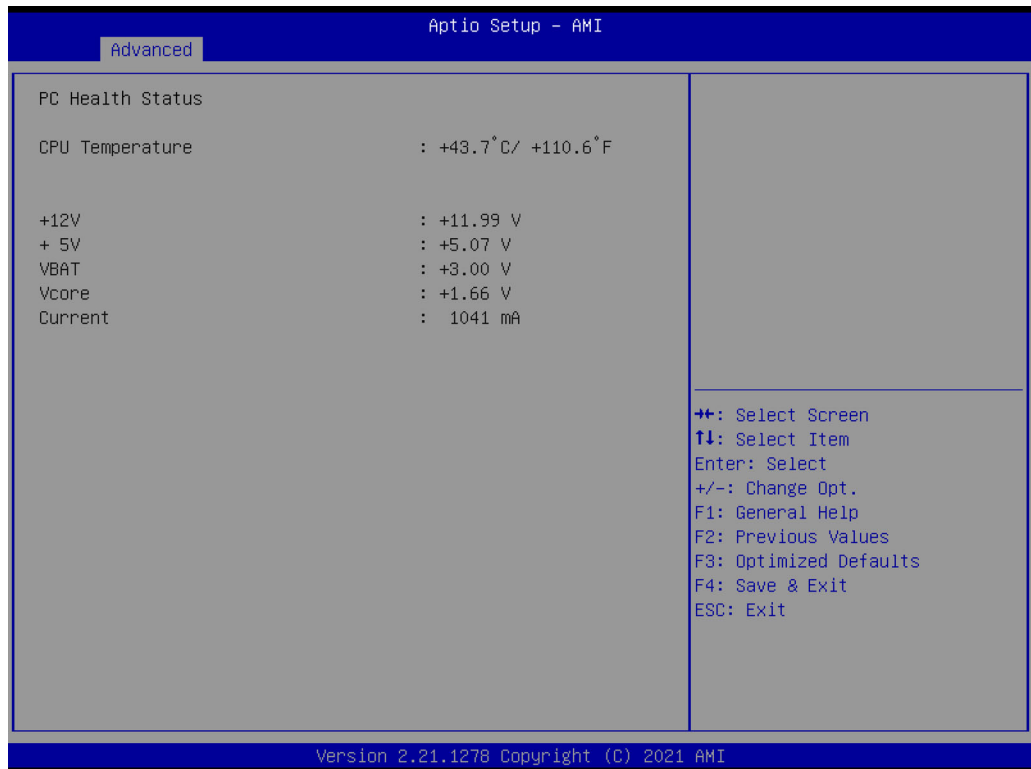 Aptio Setup – AMI
Advanced
PC Health Status
CPU Temperature : +43.7°C/ +110.6°F
+12V : +11.99 V
+ 5V : +5.07 V
VBAT : +3.00 V
Vcore : +1.66 V
Current : 1041 mA
→←: Select Screen
↑↓: Select Item
Enter: Select
+/-: Change Opt.
F1: General Help
F2: Previous Values
F3: Optimized Defaults
F4: Save & Exit
ESC: Exit
Version 2.21.1278 Copyright (C) 2021 AMI